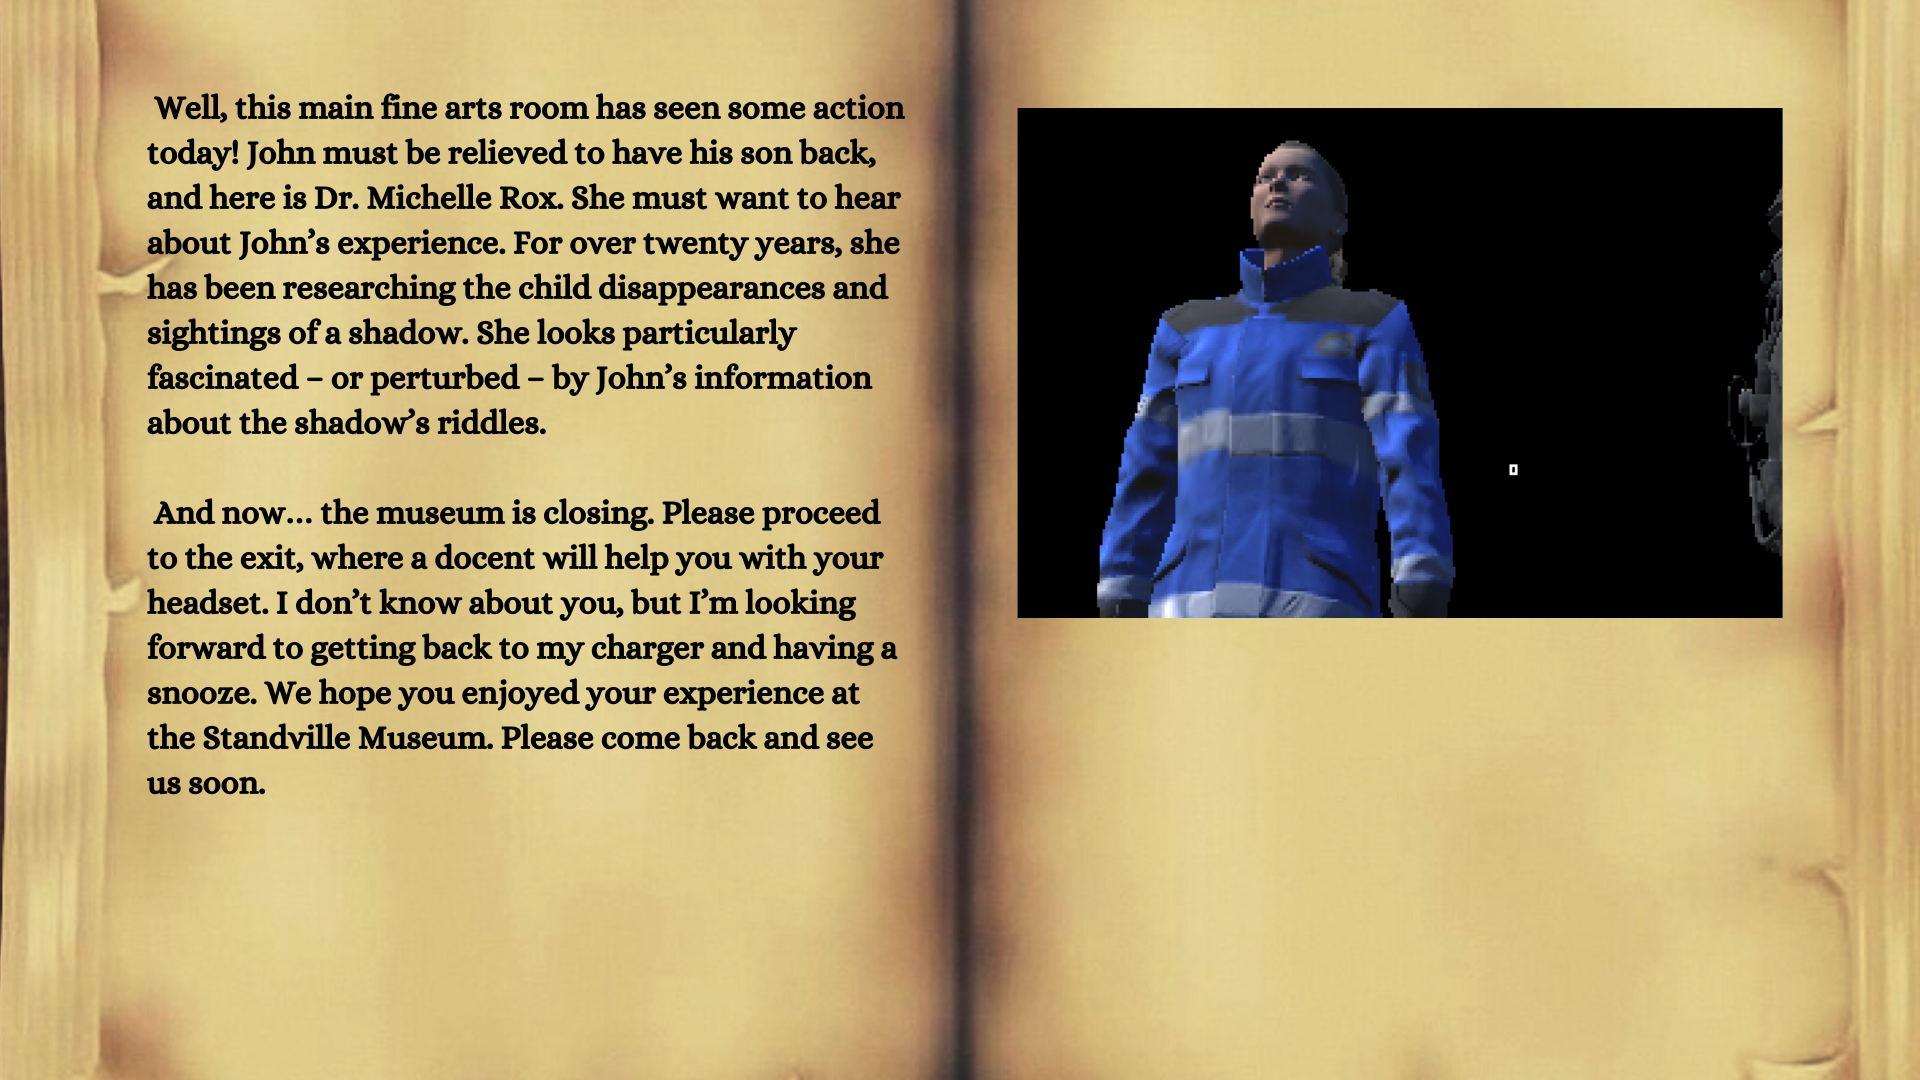 Well, this main fine arts room has seen some action
today! John must be relieved to have his son back,
and here is Dr. Michelle Rox. She must want to hear
about John’s experience. For over twenty years, she
has been researching the child disappearances and
sightings of a shadow. She looks particularly
fascinated – or perturbed – by John’s information
about the shadow’s riddles.
And now… the museum is closing. Please proceed
to the exit, where a docent will help you with your
headset. I don’t know about you, but I’m looking
forward to getting back to my charger and having a
snooze. We hope you enjoyed your experience at
the Standville Museum. Please come back and see
us soon.